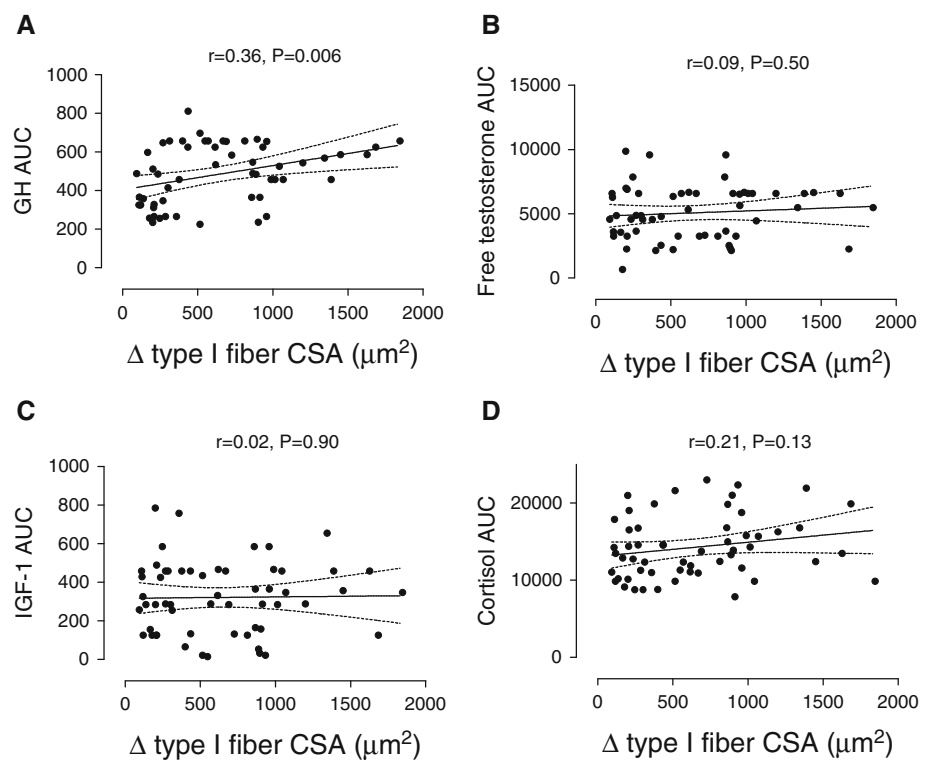 A
r=0.36, P=0.006
GH AUC
1000
800
600
400
200
0
0 500 1000 1500 2000
Δ type I fiber CSA (μm²)
B
r=0.09, P=0.50
Free testosterone AUC
15000
10000
5000
0
0 500 1000 1500 2000
Δ type I fiber CSA (μm²)
C
r=0.02, P=0.90
IGF-1 AUC
1000
800
600
400
200
0
0 500 1000 1500 2000
Δ type I fiber CSA (μm²)
D
r=0.21, P=0.13
Cortisol AUC
20000
10000
0
0 500 1000 1500 2000
Δ type I fiber CSA (μm²)